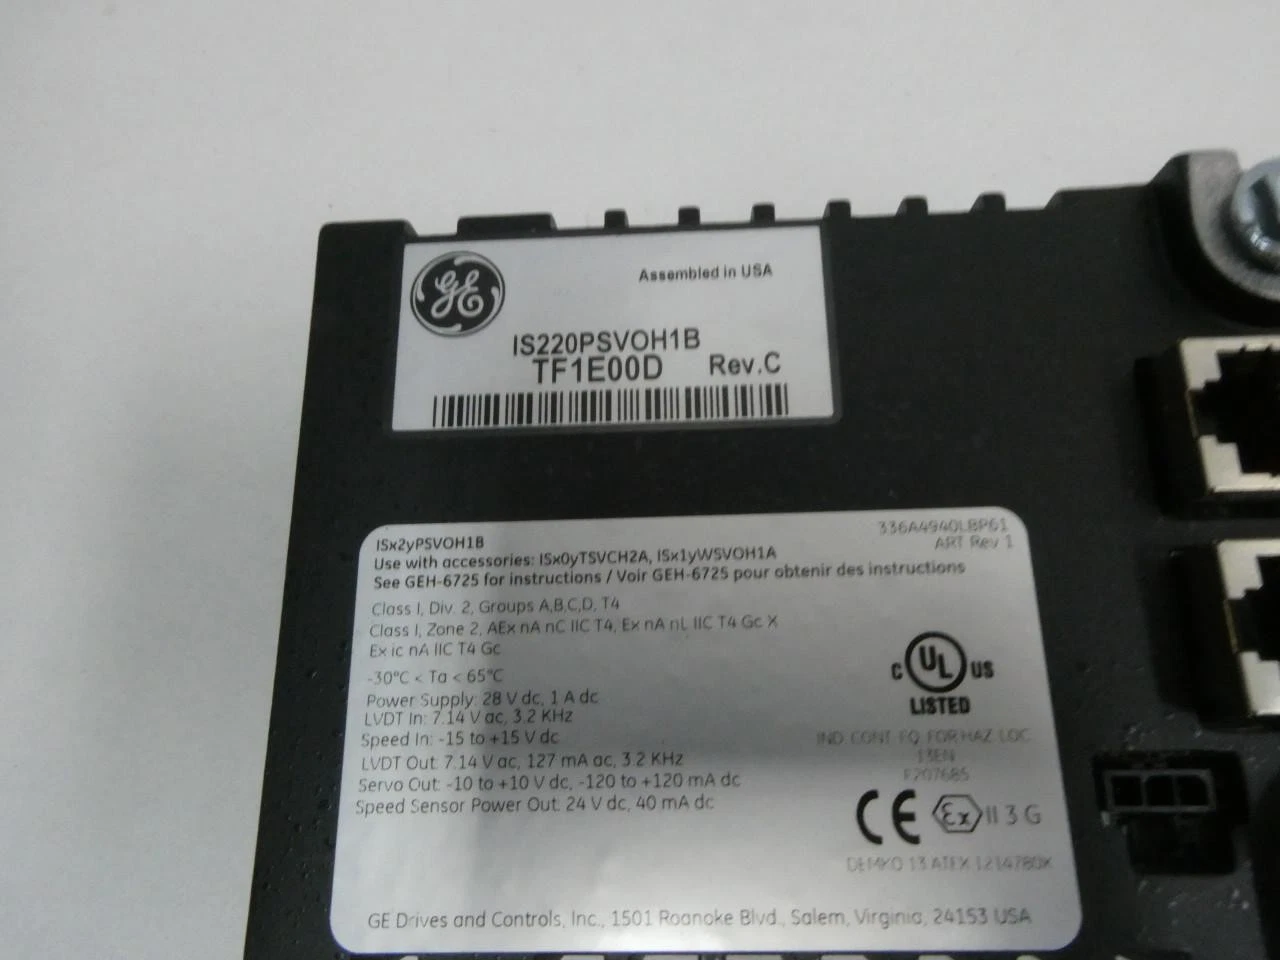 GE
Assembled in USA
IS220PSVOH1B
TF1E00D Rev.C
336A4940LBP61
ART Rev 1
ISx2yPSVOH1B
Use with accessories: ISx0yTSVCH2A, ISx1yWSVOH1A
See GEH-6725 for instructions / Voir GEH-6725 pour obtenir des instructions
Class I, Div. 2, Groups A,B,C,D, T4
Class I, Zone 2, AEx nA nC IIC T4, Ex nA nL IIC T4 Gc X
Ex ic nA IIC T4 Gc
-30°C < Ta < 65°C
Power Supply: 28 V dc, 1 A dc
LVDT In: 7.14 V ac, 3.2 KHz
Speed In: -15 to +15 V dc
LVDT Out: 7.14 V ac, 127 mA ac, 3.2 KHz
Servo Out: -10 to +10 V dc, -120 to +120 mA dc
Speed Sensor Power Out: 24 V dc, 40 mA dc
C UL US
LISTED
IND. CONT. EQ. FOR HAZ. LOC.
13EN
E207685
CE Ex II 3 G
DEMKO 13 ATEX 1214780X
GE Drives and Controls, Inc., 1501 Roanoke Blvd., Salem, Virginia, 24153 USA